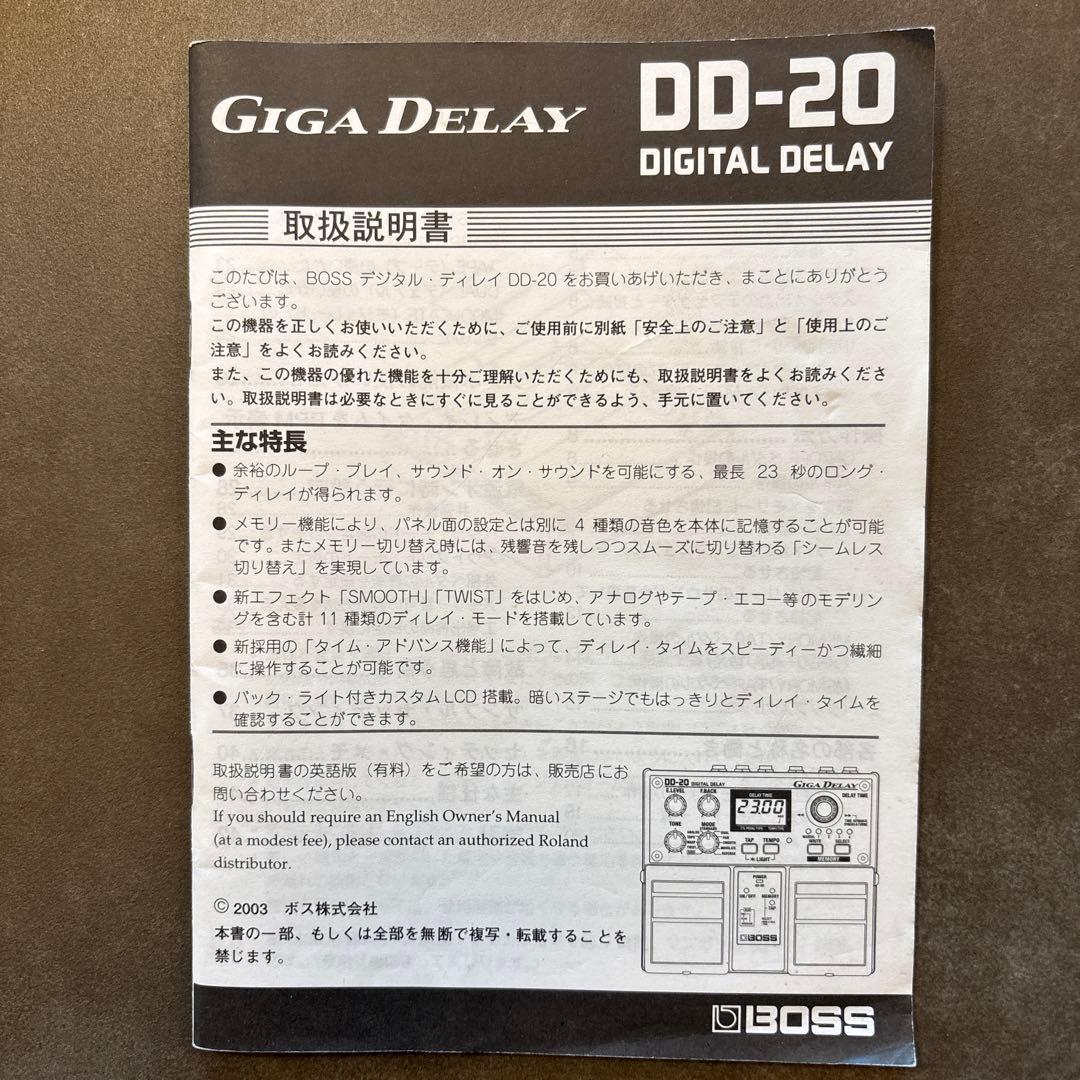 GIGA DELAY
DD-20
DIGITAL DELAY
取扱説明書
このたびは、BOSS デジタル・ディレイ DD-20 をお買いあげいただき、まことにありがとう
ございます。
この機器を正しくお使いいただくために、ご使用前に別紙「安全上のご注意」と「使用上のご
注意」をよくお読みください。
また、この機器の優れた機能を十分ご理解いただくためにも、取扱説明書をよくお読みくださ
い。取扱説明書は必要なときにすぐに見ることができるよう、手元に置いてください。
主な特長
● 余裕のループ・プレイ、サウンド・オン・サウンドを可能にする、最長 23 秒のロング・
ディレイが得られます。
● メモリー機能により、パネル面の設定とは別に 4 種類の音色を本体に記憶することが可能
です。またメモリー切り替え時には、残響音を残しつつスムーズに切り替わる「シームレス
切り替え」を実現しています。
● 新エフェクト「SMOOTH」「TWIST」をはじめ、アナログやテープ・エコー等のモデリン
グを含む計 11 種類のディレイ・モードを搭載しています。
● 新採用の「タイム・アドバンス機能」によって、ディレイ・タイムをスピーディーかつ繊細
に操作することが可能です。
● バック・ライト付きカスタム LCD 搭載。暗いステージでもはっきりとディレイ・タイムを
確認することができます。
取扱説明書の英語版（有料）をご希望の方は、販売店にお
問い合わせください。
If you should require an English Owner's Manual
(at a modest fee), please contact an authorized Roland
distributor.
© 2003 ボス株式会社
本書の一部、もしくは全部を無断で複写・転載することを
禁じます。
DD-20 DIGITAL DELAY
GIGA DELAY
E.LEVEL
F.BACK
DELAY TIME
23.00
DELAY TIME
TONE
MODE
STANDARD
TAP
TEMPO
LIGHT
WRITE
SELECT
MEMORY
POWER
ON/OFF
MEMORY
TAP
BOSS
BOSS